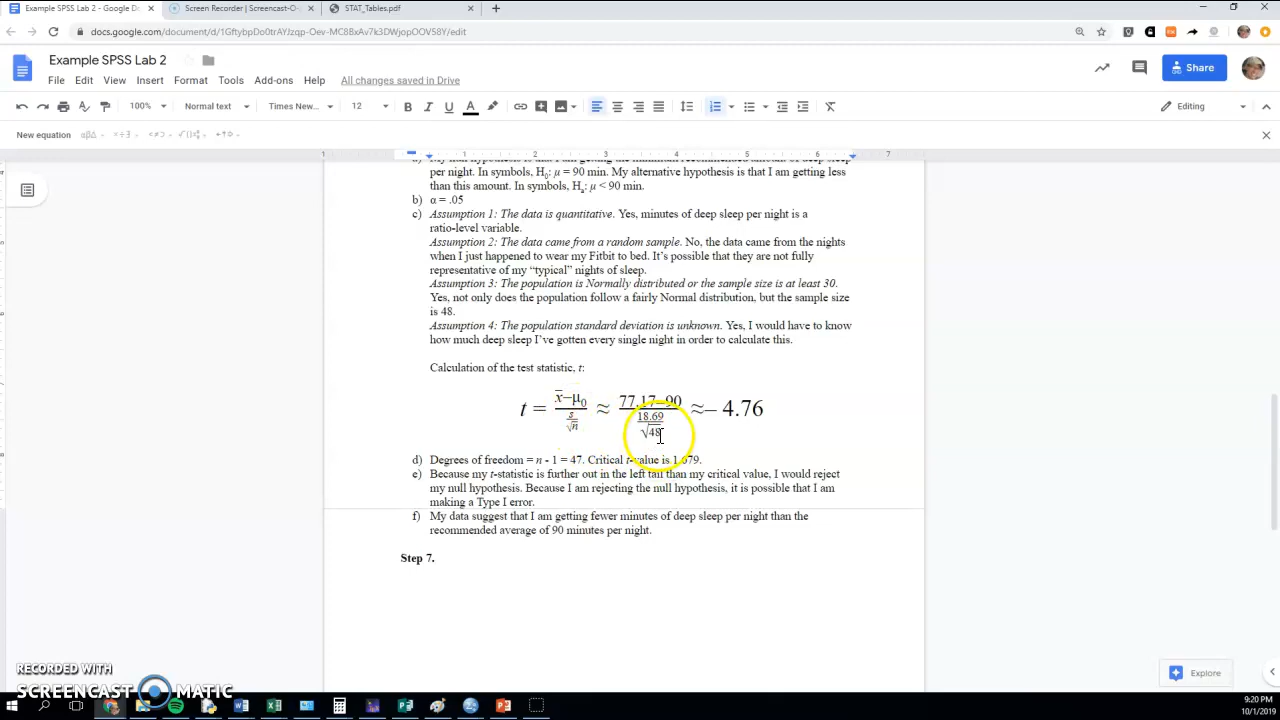 Example SPSS Lab 2 - Google Do
Screen Recorder | Screencast-O-
STAT_Tables.pdf
docs.google.com/document/d/1GftybpDo0trAYJzqp-Oev-MC8BxAv7k3DWjopOOV58Y/edit
Example SPSS Lab 2
File Edit View Insert Format Tools Add-ons Help All changes saved in Drive
Share
100% Normal text Times New... 12 Editing
New equation
1 1 2 3 4 5 6 7
per night. In symbols, H0: μ = 90 min. My alternative hypothesis is that I am getting less
than this amount. In symbols, Ha: μ < 90 min.
b) α = .05
c) Assumption 1: The data is quantitative. Yes, minutes of deep sleep per night is a
ratio-level variable.
Assumption 2: The data came from a random sample. No, the data came from the nights
when I just happened to wear my Fitbit to bed. It's possible that they are not fully
representative of my “typical” nights of sleep.
Assumption 3: The population is Normally distributed or the sample size is at least 30.
Yes, not only does the population follow a fairly Normal distribution, but the sample size
is 48.
Assumption 4: The population standard deviation is unknown. Yes, I would have to know
how much deep sleep I've gotten every single night in order to calculate this.
Calculation of the test statistic, t:
t = x̄–μ0 / (s/√n) ≈ 77.17–90 / (18.69/√48) ≈ – 4.76
d) Degrees of freedom = n - 1 = 47. Critical t-value is 1.679.
e) Because my t-statistic is further out in the left tail than my critical value, I would reject
my null hypothesis. Because I am rejecting the null hypothesis, it is possible that I am
making a Type I error.
f) My data suggest that I am getting fewer minutes of deep sleep per night than the
recommended average of 90 minutes per night.
Step 7.
Explore
RECORDED WITH
SCREENCAST MATIC
9:20 PM
10/1/2019